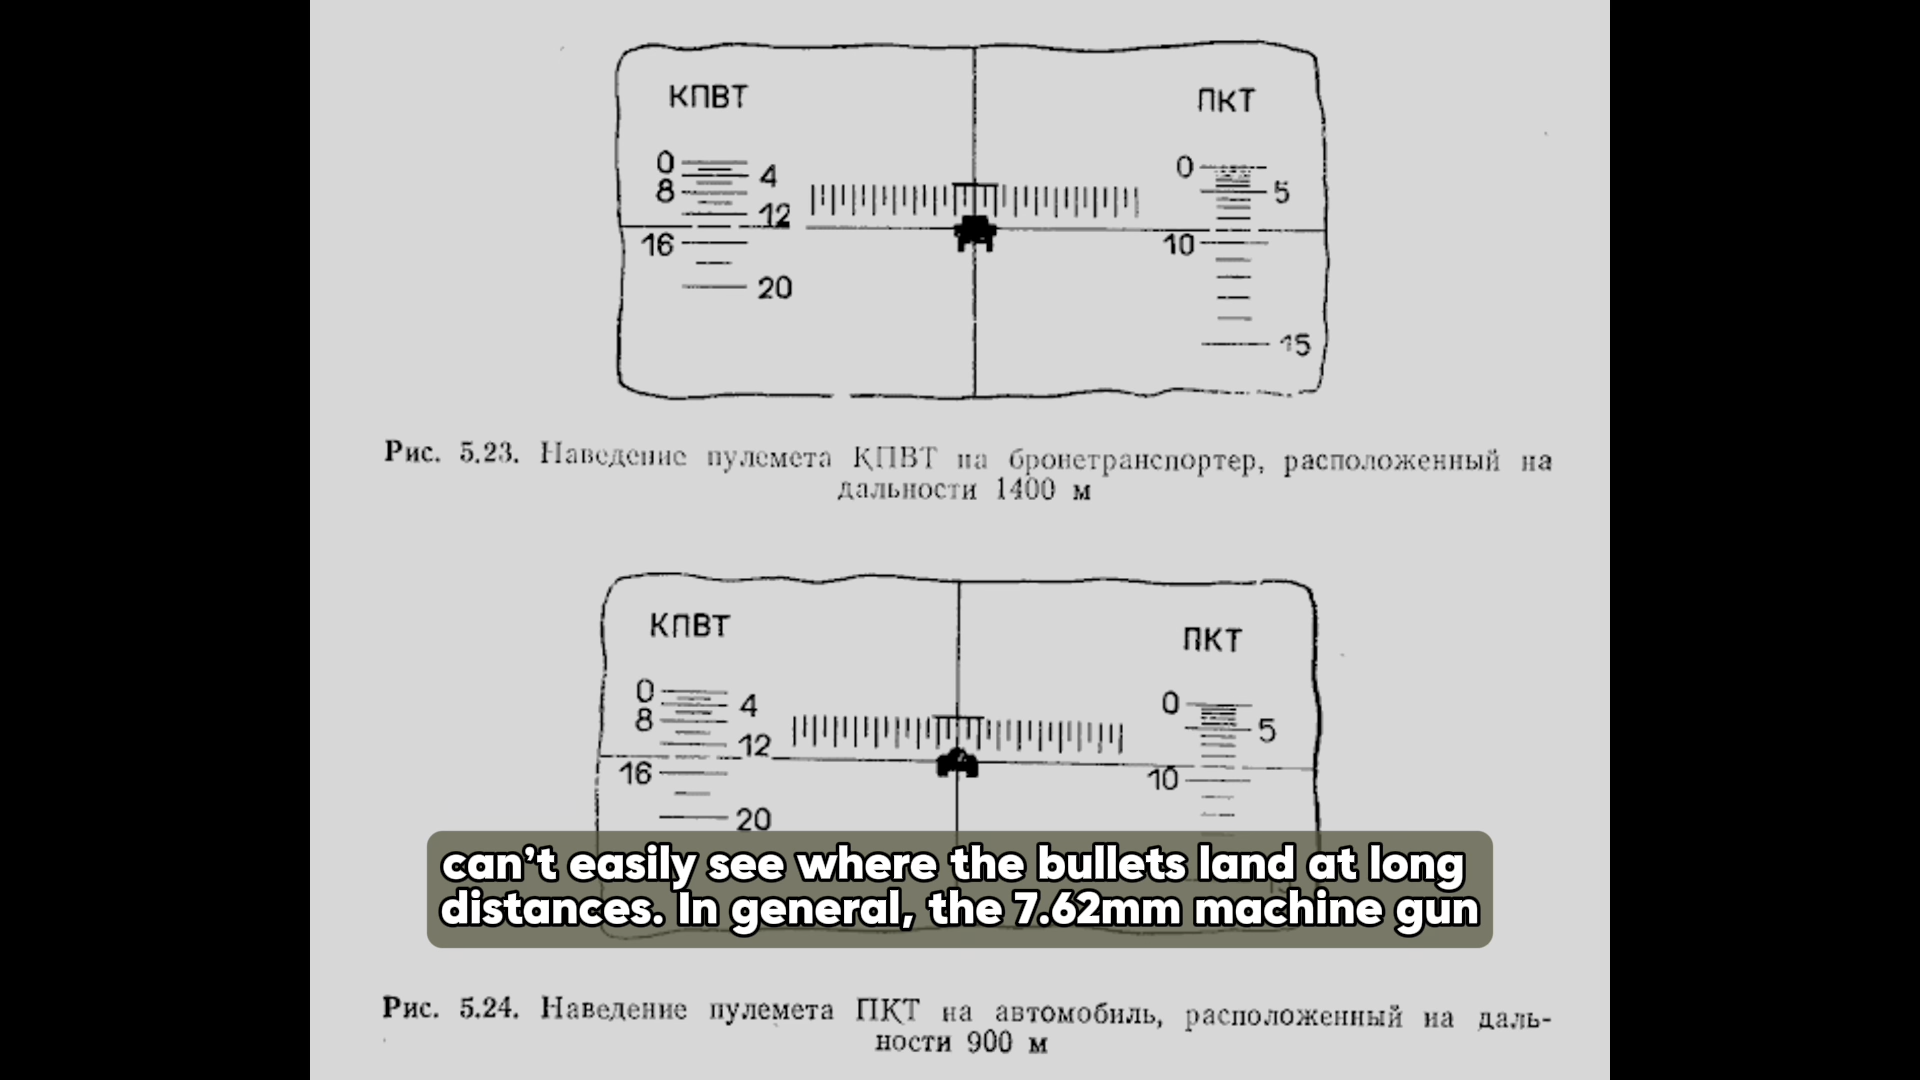 КПВТ ПКТ
0 4 0
8 5
12
16 10
20
15
Рис. 5.23. Наведение пулемета КПВТ на бронетранспортер, расположенный на
дальности 1400 м
КПВТ ПКТ
0 4 0
8 5
12
16 10
20
can't easily see where the bullets land at long
distances. In general, the 7.62mm machine gun
Рис. 5.24. Наведение пулемета ПКТ на автомобиль, расположенный на даль-
ности 900 м